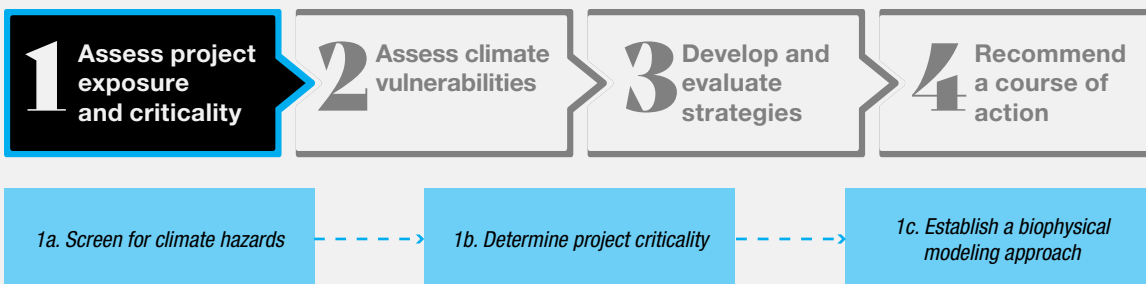 1 Assess project
exposure
and criticality
2 Assess climate
vulnerabilities
3 Develop and
evaluate
strategies
4 Recommend
a course of
action
1a. Screen for climate hazards
1b. Determine project criticality
1c. Establish a biophysical
modeling approach